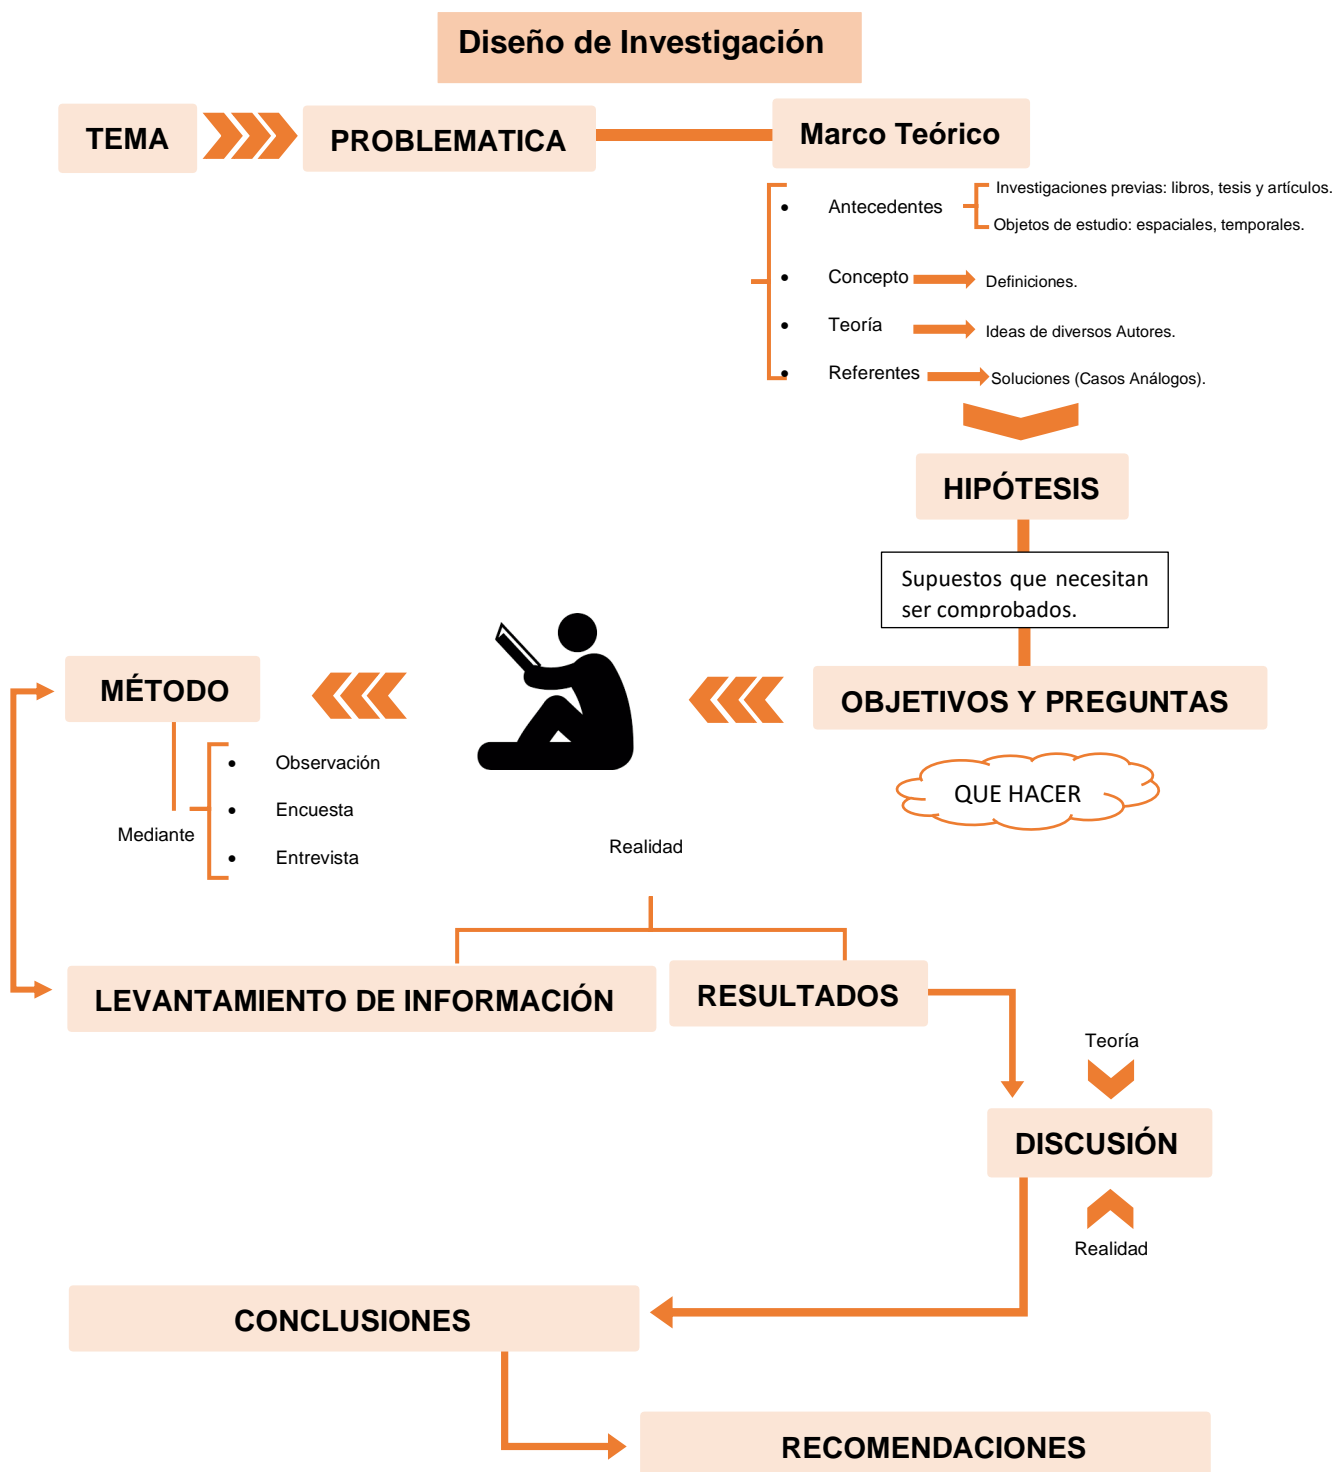 Diseño de Investigación
TEMA
PROBLEMATICA
Marco Teórico
• Antecedentes
Investigaciones previas: libros, tesis y artículos.
Objetos de estudio: espaciales, temporales.
• Concepto
Definiciones.
• Teoría
Ideas de diversos Autores.
• Referentes
Soluciones (Casos Análogos).
HIPÓTESIS
Supuestos que necesitan
ser comprobados.
OBJETIVOS Y PREGUNTAS
QUE HACER
MÉTODO
Mediante
• Observación
• Encuesta
• Entrevista
Realidad
LEVANTAMIENTO DE INFORMACIÓN
RESULTADOS
Teoría
DISCUSIÓN
Realidad
CONCLUSIONES
RECOMENDACIONES